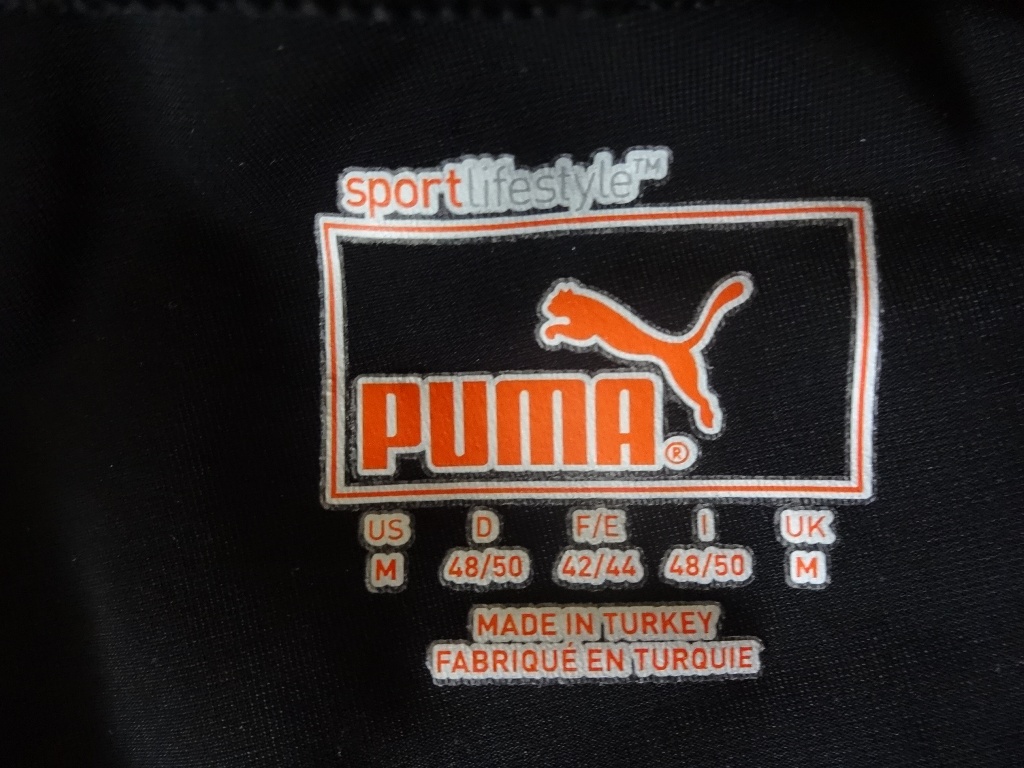 sportlifestyle™
PUMA®
US D F/E I UK
M 48/50 42/44 48/50 M
MADE IN TURKEY
FABRIQUÉ EN TURQUIE